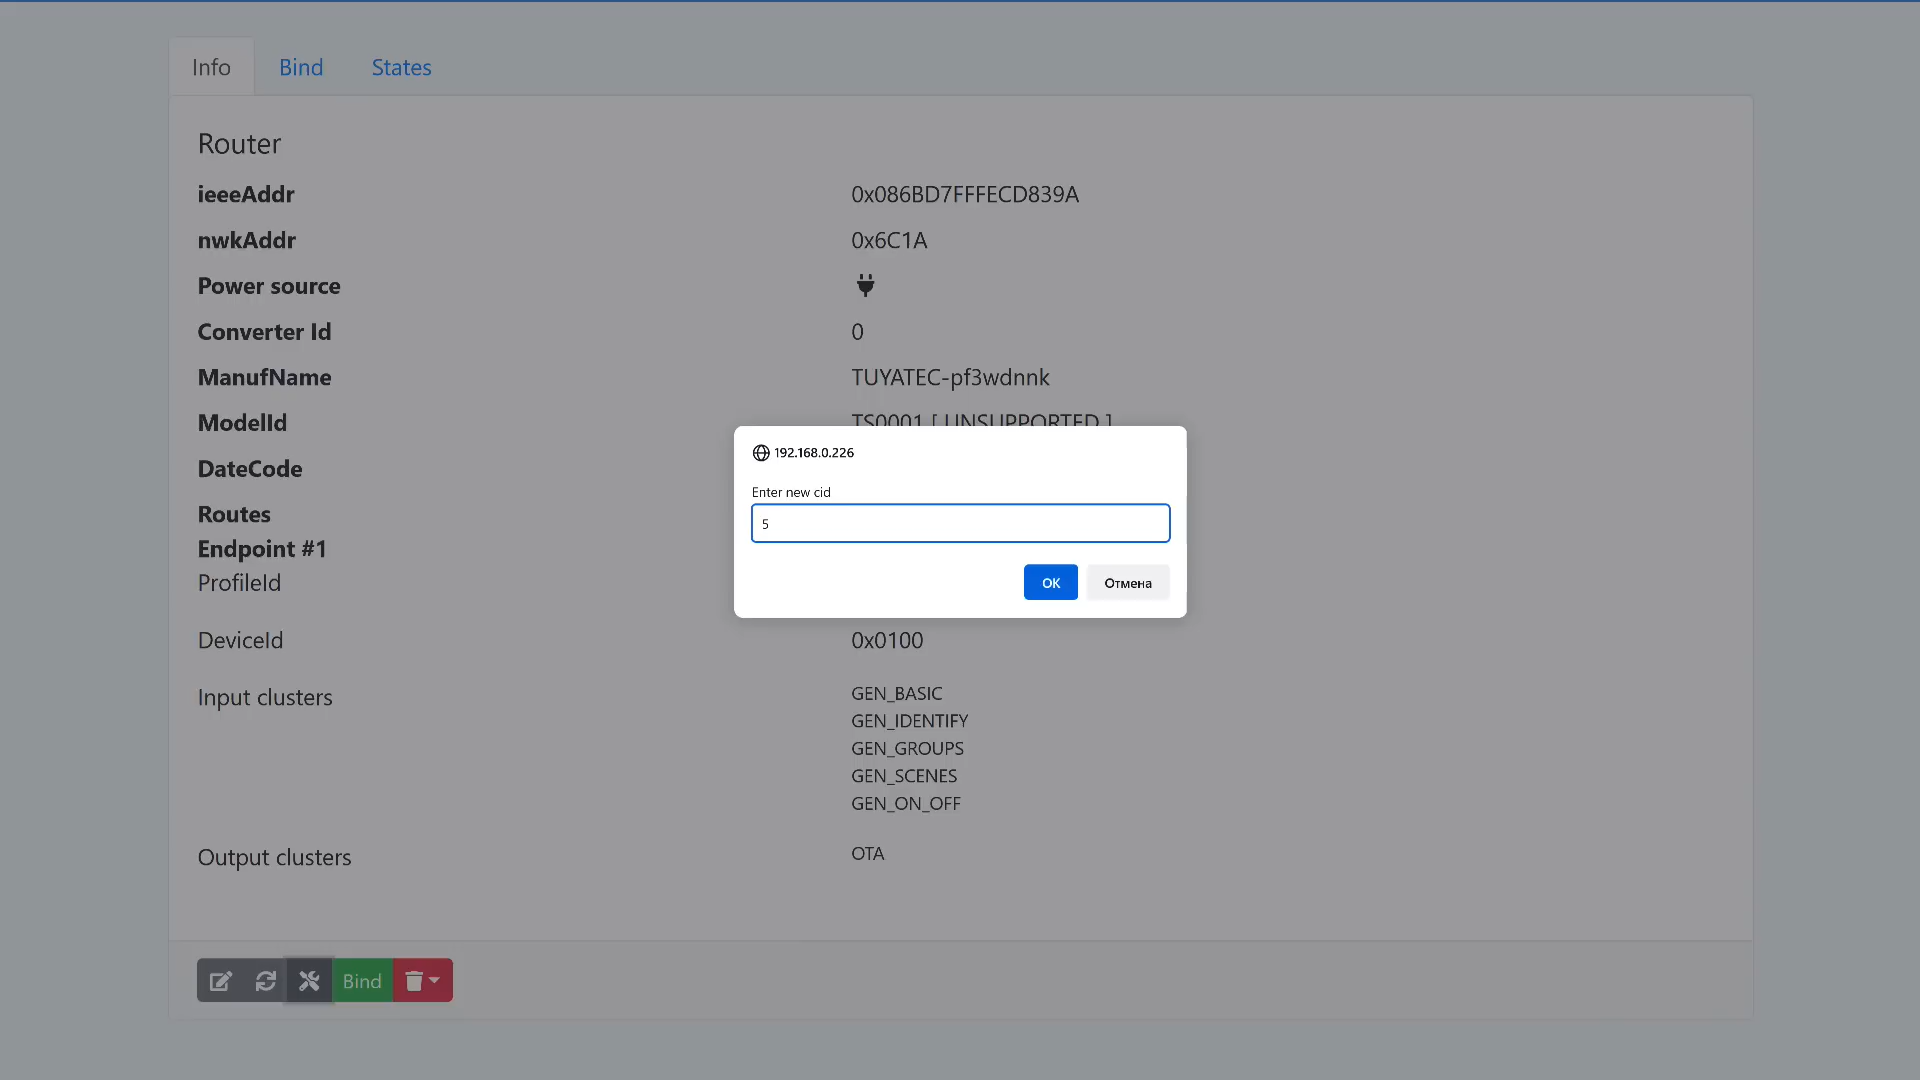 Info Bind States
Router
ieeeAddr 0x086BD7FFFECD839A
nwkAddr 0x6C1A
Power source
Converter Id 0
ManufName TUYATEC-pf3wdnnk
ModelId TS0001 [ UNSUPPORTED ]
DateCode
Routes
Endpoint #1
ProfileId
192.168.0.226
Enter new cid
5
OK Отмена
DeviceId 0x0100
Input clusters GEN_BASIC
GEN_IDENTIFY
GEN_GROUPS
GEN_SCENES
GEN_ON_OFF
Output clusters OTA
Bind